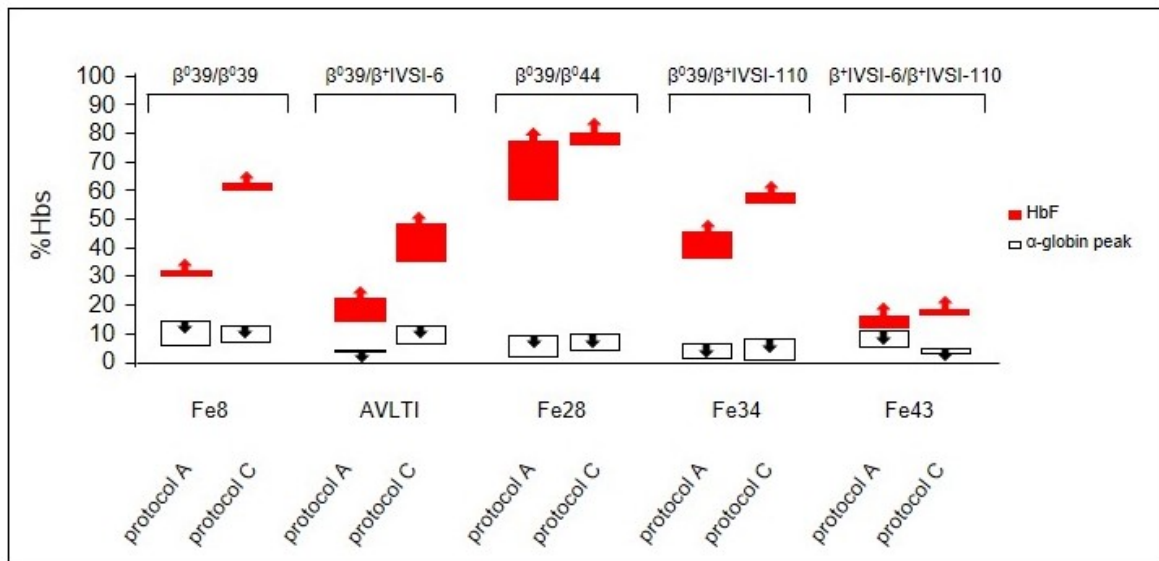 β⁰39/β⁰39 β⁰39/β⁺IVSI-6 β⁰39/β⁰44 β⁰39/β⁺IVSI-110 β⁺IVSI-6/β⁺IVSI-110
100
90
80
70
60
50
40
30
20
10
0
%Hbs
HbF
α-globin peak
Fe8 AVLTI Fe28 Fe34 Fe43
protocol A protocol C protocol A protocol C protocol A protocol C protocol A protocol C protocol A protocol C